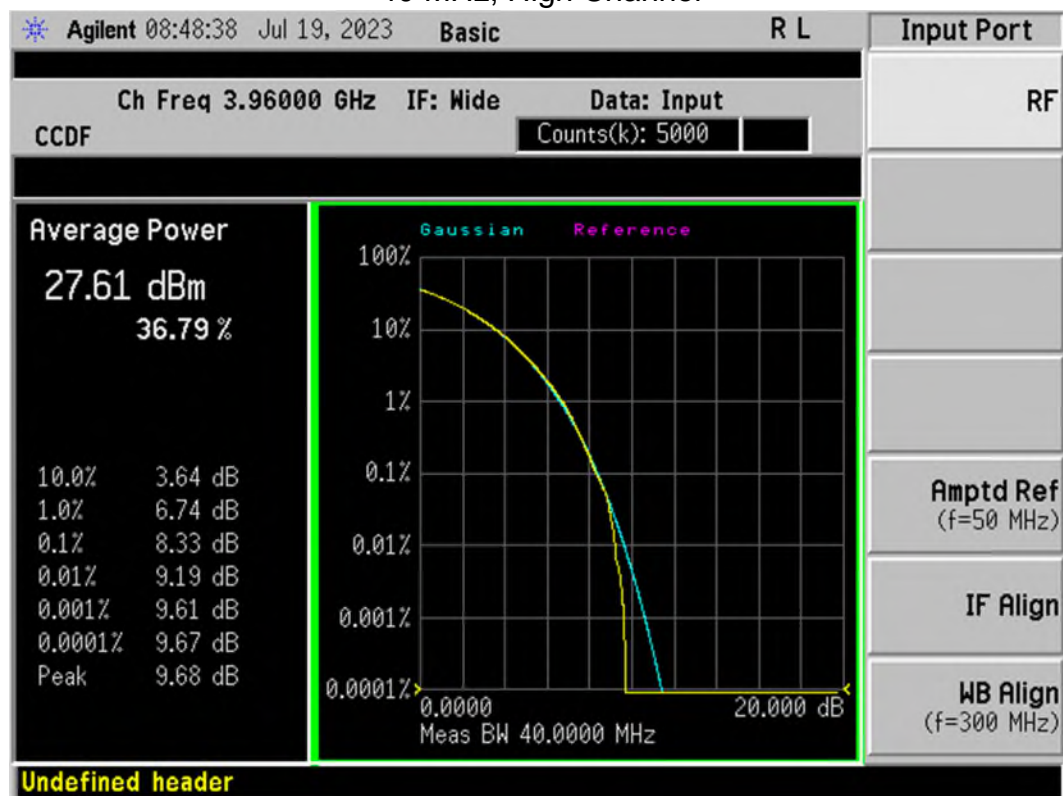 Agilent 08:48:38 Jul 19, 2023 Basic R L Input Port
Ch Freq 3.96000 GHz IF: Wide Data: Input
CCDF Counts(k): 5000
RF
Average Power
27.61 dBm
36.79 %
10.0% 3.64 dB
1.0% 6.74 dB
0.1% 8.33 dB
0.01% 9.19 dB
0.001% 9.61 dB
0.0001% 9.67 dB
Peak 9.68 dB
Gaussian Reference
100%
10%
1%
0.1%
0.01%
0.001%
0.0001%
0.0000 20.000 dB
Meas BW 40.0000 MHz
Amptd Ref
(f=50 MHz)
IF Align
WB Align
(f=300 MHz)
Undefined header